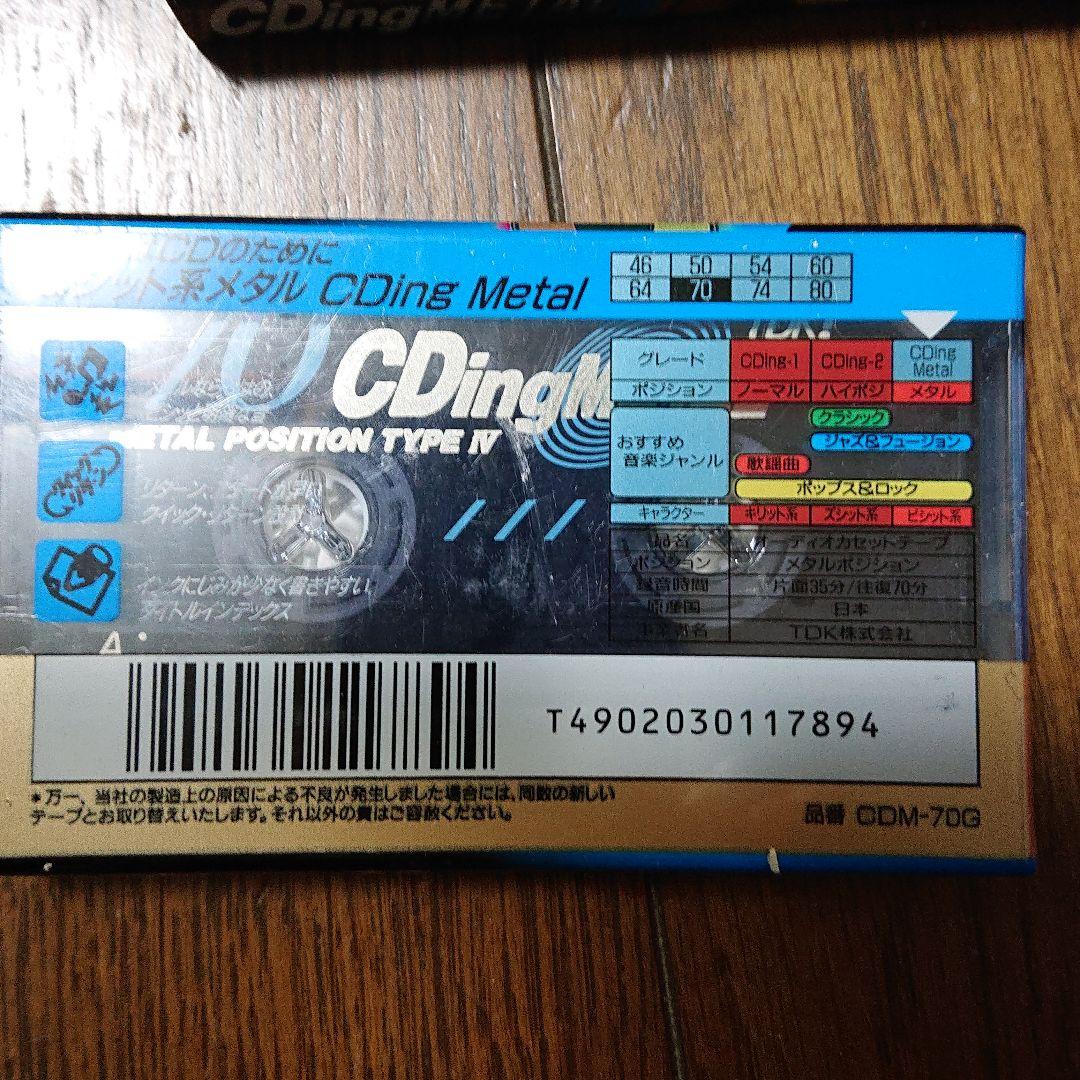 CDingMETAL
CDのために
ット系メタル CDing Metal
46 50 54 60
64 70 74 80
70
TDK
CDing
METAL POSITION TYPE Ⅳ
グレード CDing-1 CDing-2 CDing Metal
ポジション ノーマル ハイポジ メタル
おすすめ音楽ジャンル
クラシック
ジャズ&フュージョン
歌謡曲
ポップス&ロック
キャラクター キリット系 ズシット系 ビシット系
品名 オーディオカセットテープ
ポジション メタルポジション
録音時間 片面35分/往復70分
原産国 日本
事業者名 TDK株式会社
クイック
インクにじみが少なく書きやすい
タイトルインデックス
A
T4902030117894
*万一、当社の製造上の原因による不良が発生しました場合には、同数の新しい
テープとお取り替えいたします。それ以外の責はご容赦ください。
品番 CDM-70G